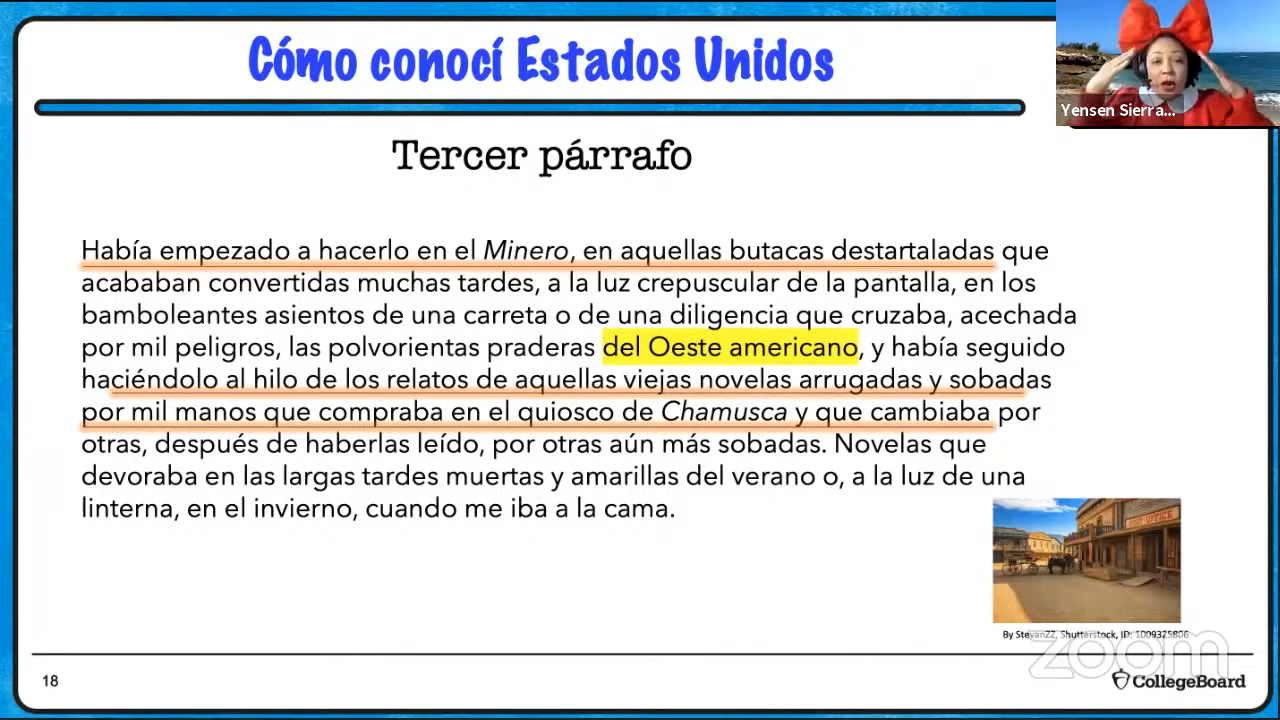 Cómo conocí Estados Unidos
Yensen Sierra...
Tercer párrafo
Había empezado a hacerlo en el Minero, en aquellas butacas destartaladas que
acababan convertidas muchas tardes, a la luz crepuscular de la pantalla, en los
bamboleantes asientos de una carreta o de una diligencia que cruzaba, acechada
por mil peligros, las polvorientas praderas del Oeste americano, y había seguido
haciéndolo al hilo de los relatos de aquellas viejas novelas arrugadas y sobadas
por mil manos que compraba en el quiosco de Chamusca y que cambiaba por
otras, después de haberlas leído, por otras aún más sobadas. Novelas que
devoraba en las largas tardes muertas y amarillas del verano o, a la luz de una
linterna, en el invierno, cuando me iba a la cama.
POST OFFICE
By StevanZZ, Shutterstock, ID: 1009325806
zoom
18
CollegeBoard